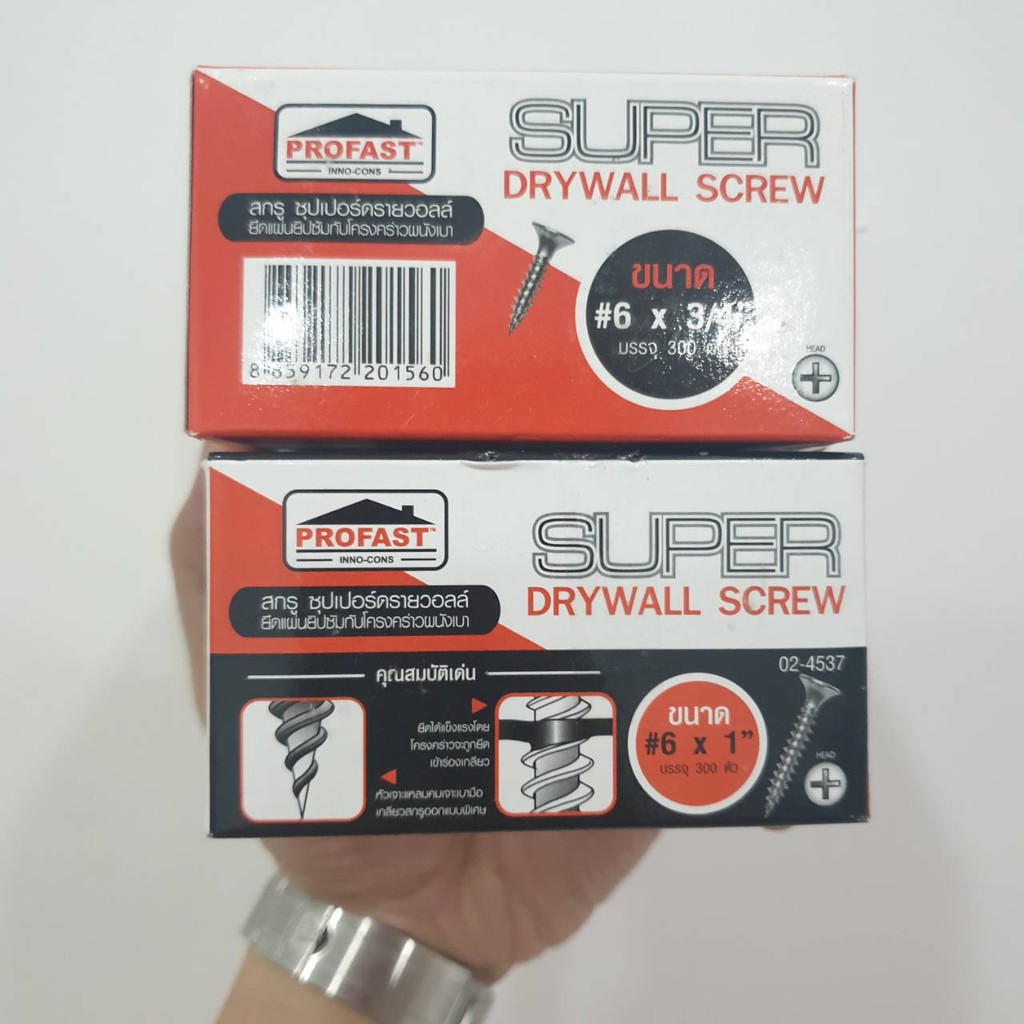 PROFAST™
INNO-CONS
SUPER
DRYWALL SCREW
สกรู ซุปเปอร์ดรายวอลล์
ยึดแผ่นยิปซัมกับโครงคร่าวผนังเบา
8 859172 201560
ขนาด
#6 x 3/4"
บรรจุ 300 ตัว
HEAD
PROFAST™
INNO-CONS
SUPER
DRYWALL SCREW
สกรู ซุปเปอร์ดรายวอลล์
ยึดแผ่นยิปซัมกับโครงคร่าวผนังเบา
02-4537
คุณสมบัติเด่น
ยึดได้แข็งแรงโดย
โครงคร่าวจะถูกยึด
เข้าร่องเกลียว
หัวเจาะแหลมคมเจาะเบามือ
เกลียวสกรูออกแบบพิเศษ
ขนาด
#6 x 1"
บรรจุ 300 ตัว
HEAD